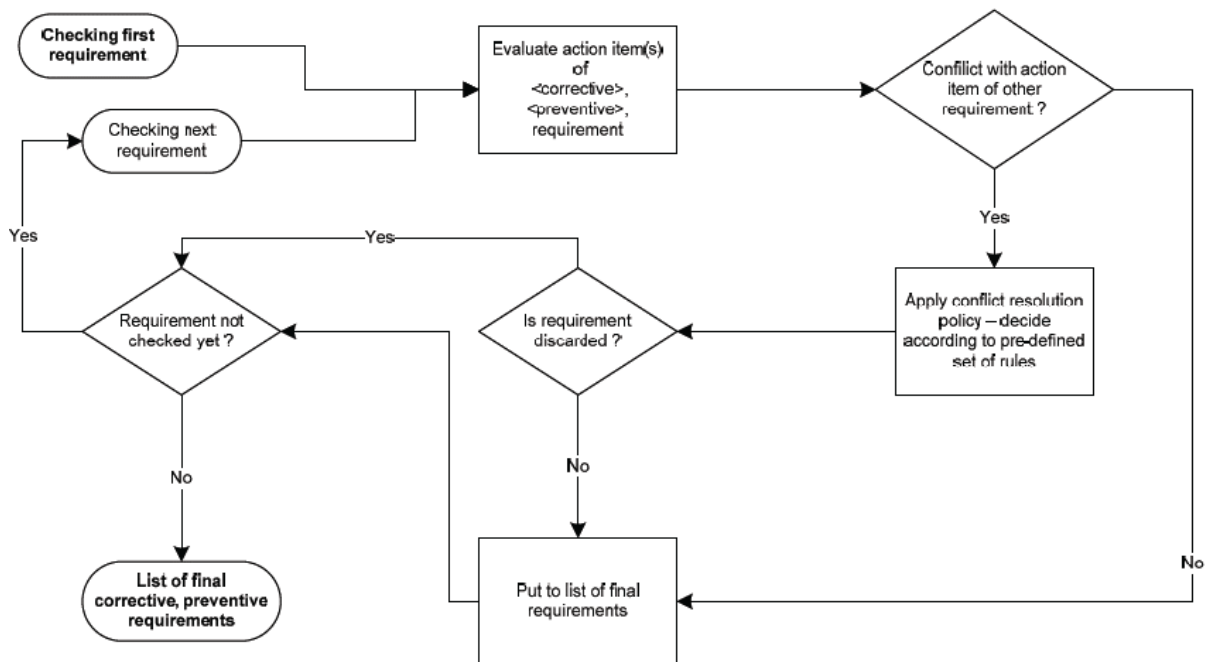 Checking first
requirement
Evaluate action item(s)
of
<corrective>,
<preventive>,
requirement
Confilict with action
item of other
requirement ?
Checking next
requirement
Yes
Yes
Yes
Requirement not
checked yet ?
Is requirement
discarded ?
Apply conflict resolution
policy – decide
according to pre-defined
set of rules
No
No
No
List of final
corrective, preventive
requirements
Put to list of final
requirements